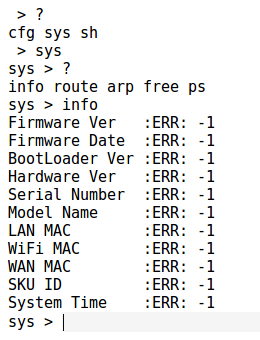 > ?
cfg sys sh
> sys
sys > ?
info route arp free ps
sys > info
Firmware Ver   :ERR: -1
Firmware Date  :ERR: -1
BootLoader Ver :ERR: -1
Hardware Ver   :ERR: -1
Serial Number  :ERR: -1
Model Name     :ERR: -1
LAN MAC        :ERR: -1
WiFi MAC       :ERR: -1
WAN MAC        :ERR: -1
SKU ID         :ERR: -1
System Time    :ERR: -1
sys >